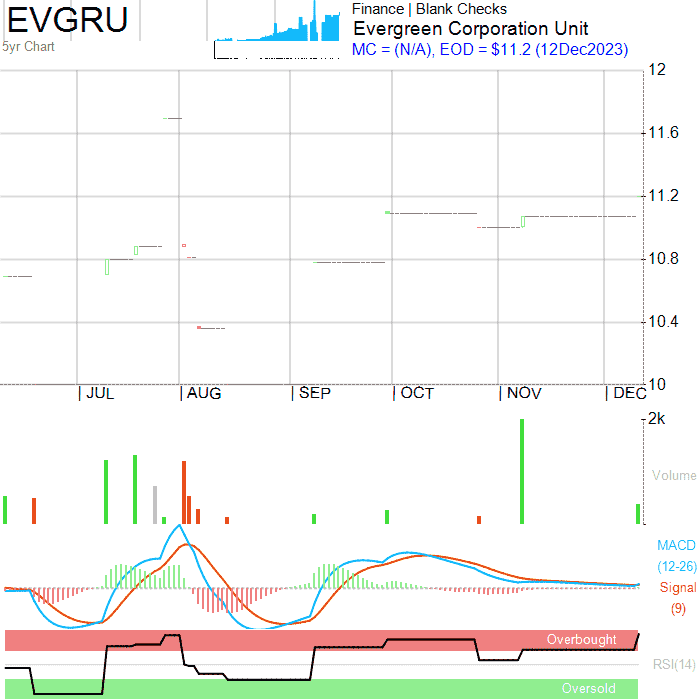 EVGRU
5yr Chart
Finance | Blank Checks
Evergreen Corporation Unit
MC = (N/A), EOD = $11.2 (12Dec2023)
12
11.6
11.2
10.8
10.4
10
| JUL | AUG | SEP | OCT | NOV | DEC
2k
Volume
MACD
(12-26)
Signal
(9)
Overbought
RSI(14)
Oversold